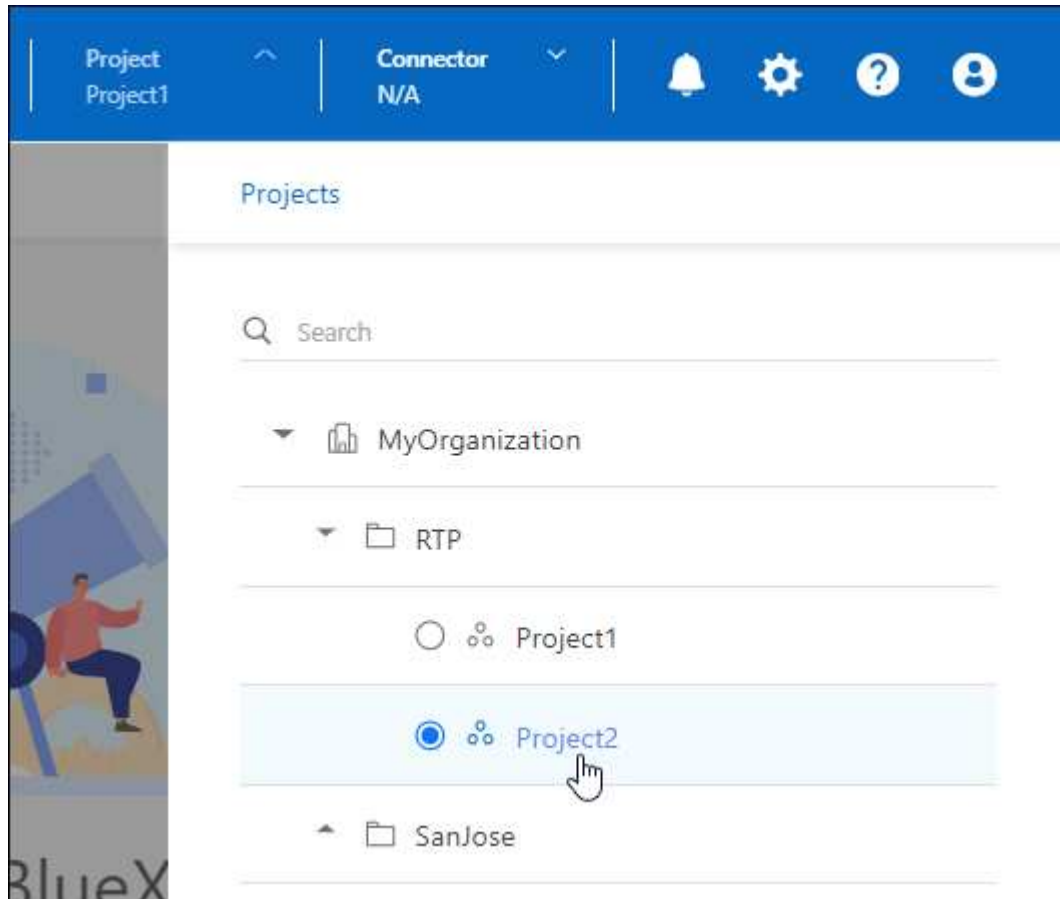 Project
Project1
Connector
N/A
Projects
Search
MyOrganization
RTP
Project1
Project2
SanJose
BlueX